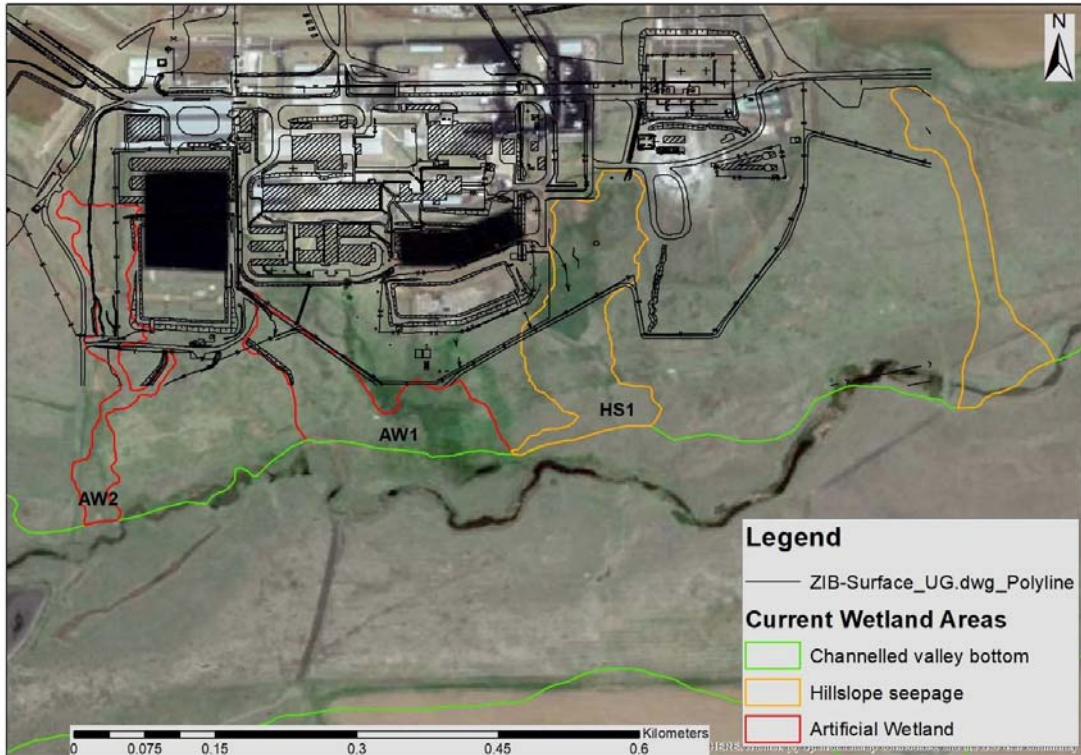 N
HS1
AW1
AW2
Legend
ZIB-Surface_UG.dwg_Polyline
Current Wetland Areas
Channelled valley bottom
Hillslope seepage
Artificial Wetland
Kilometers
0 0.075 0.15 0.3 0.45 0.6